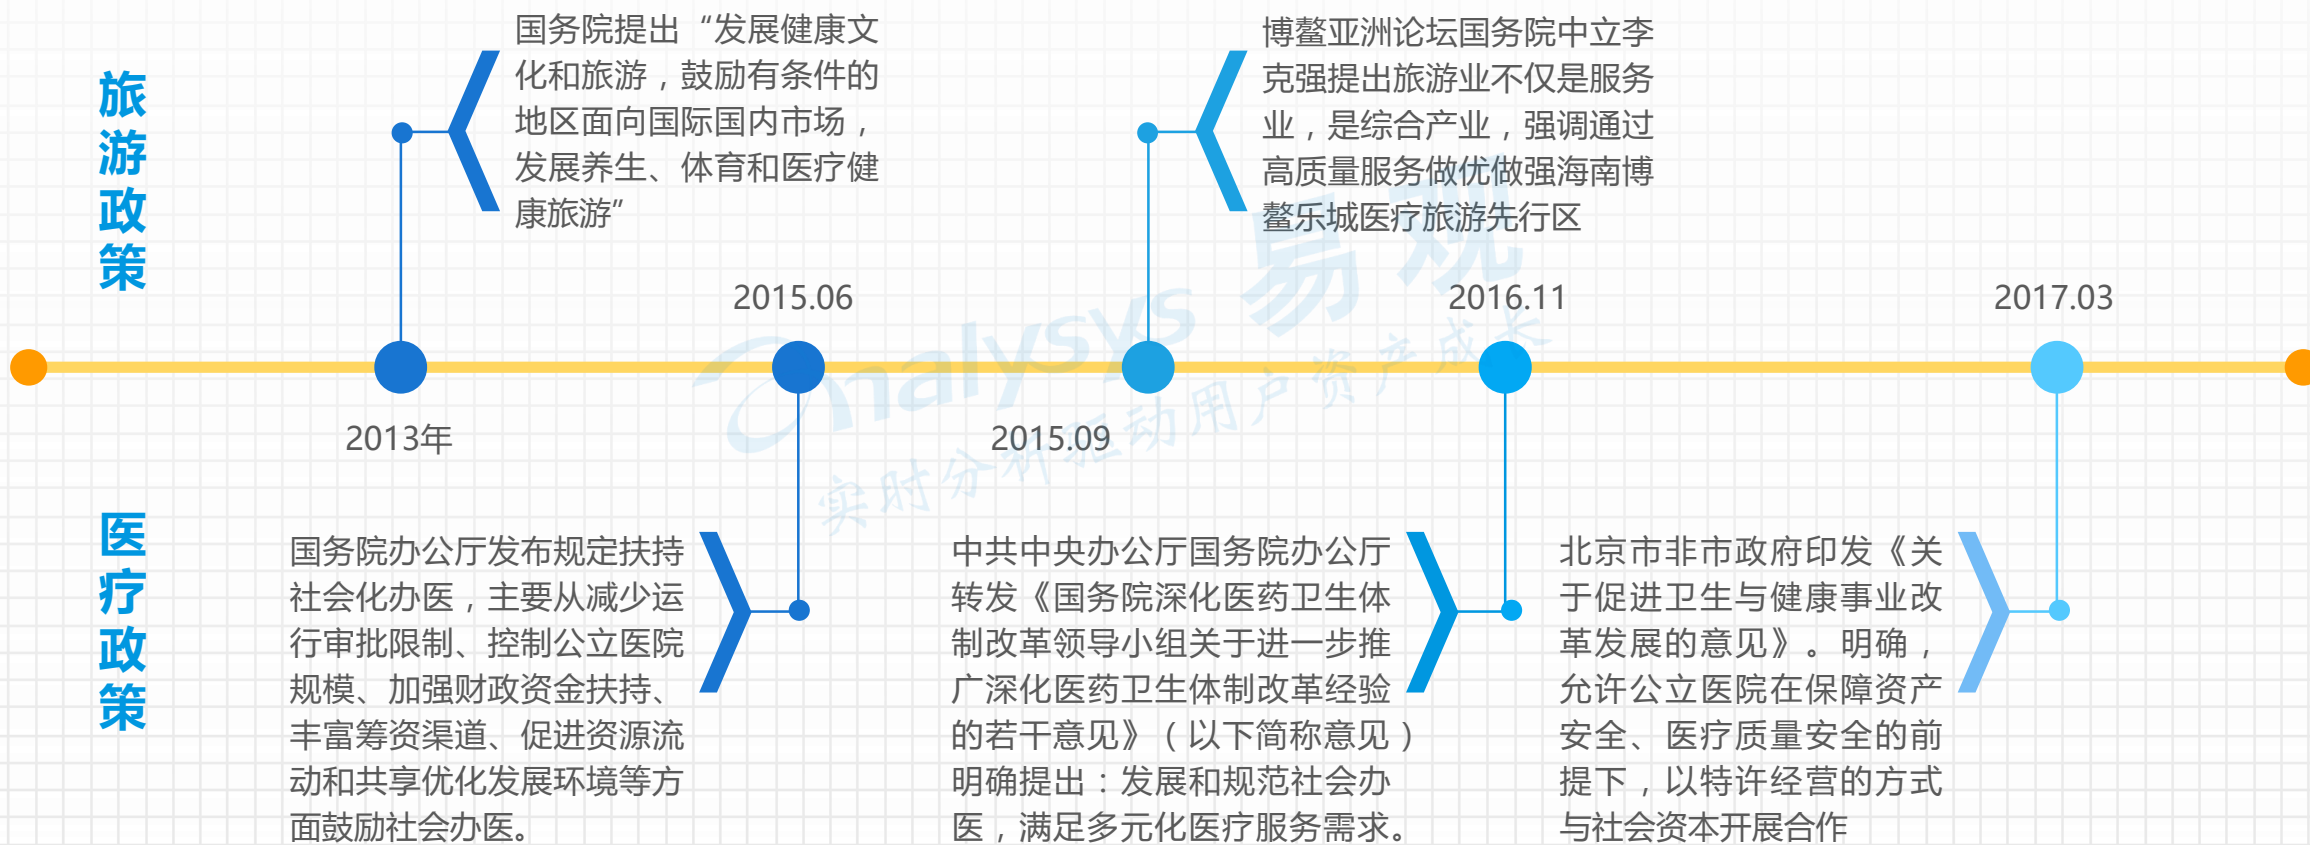 旅游政策
国务院提出“发展健康文
化和旅游，鼓励有条件的
地区面向国际国内市场，
发展养生、体育和医疗健
康旅游”
博鳌亚洲论坛国务院中立李
克强提出旅游业不仅是服务
业，是综合产业，强调通过
高质量服务做优做强海南博
鳌乐城医疗旅游先行区
2015.06
2016.11
2017.03
2013年
2015.09
analysys 易观
实时分析驱动用户资产成长
医疗政策
国务院办公厅发布规定扶持
社会化办医，主要从减少运
行审批限制、控制公立医院
规模、加强财政资金扶持、
丰富筹资渠道、促进资源流
动和共享优化发展环境等方
面鼓励社会办医。
中共中央办公厅国务院办公厅
转发《国务院深化医药卫生体
制改革领导小组关于进一步推
广深化医药卫生体制改革经验
的若干意见》（以下简称意见）
明确提出：发展和规范社会办
医，满足多元化医疗服务需求。
北京市非市政府印发《关
于促进卫生与健康事业改
革发展的意见》。明确，
允许公立医院在保障资产
安全、医疗质量安全的前
提下，以特许经营的方式
与社会资本开展合作